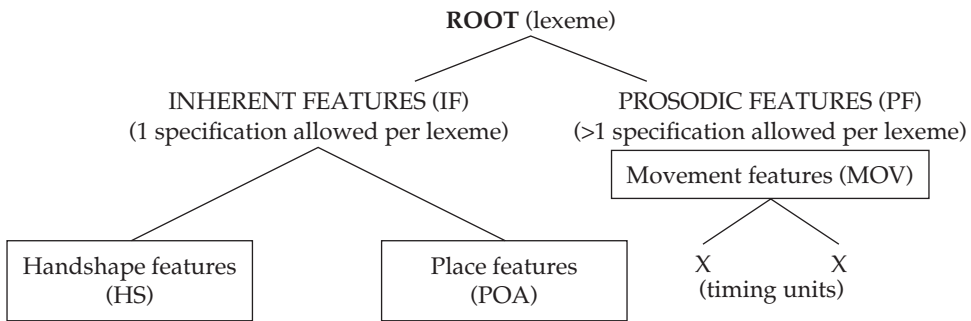 ROOT (lexeme)
INHERENT FEATURES (IF)
(1 specification allowed per lexeme)
PROSODIC FEATURES (PF)
(>1 specification allowed per lexeme)
Movement features (MOV)
Handshape features
(HS)
Place features
(POA)
X X
(timing units)